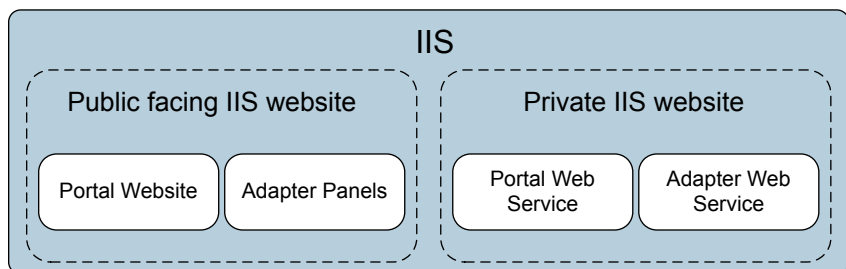 IIS
Public facing IIS website
Private IIS website
Portal Website
Adapter Panels
Portal Web
Service
Adapter Web
Service